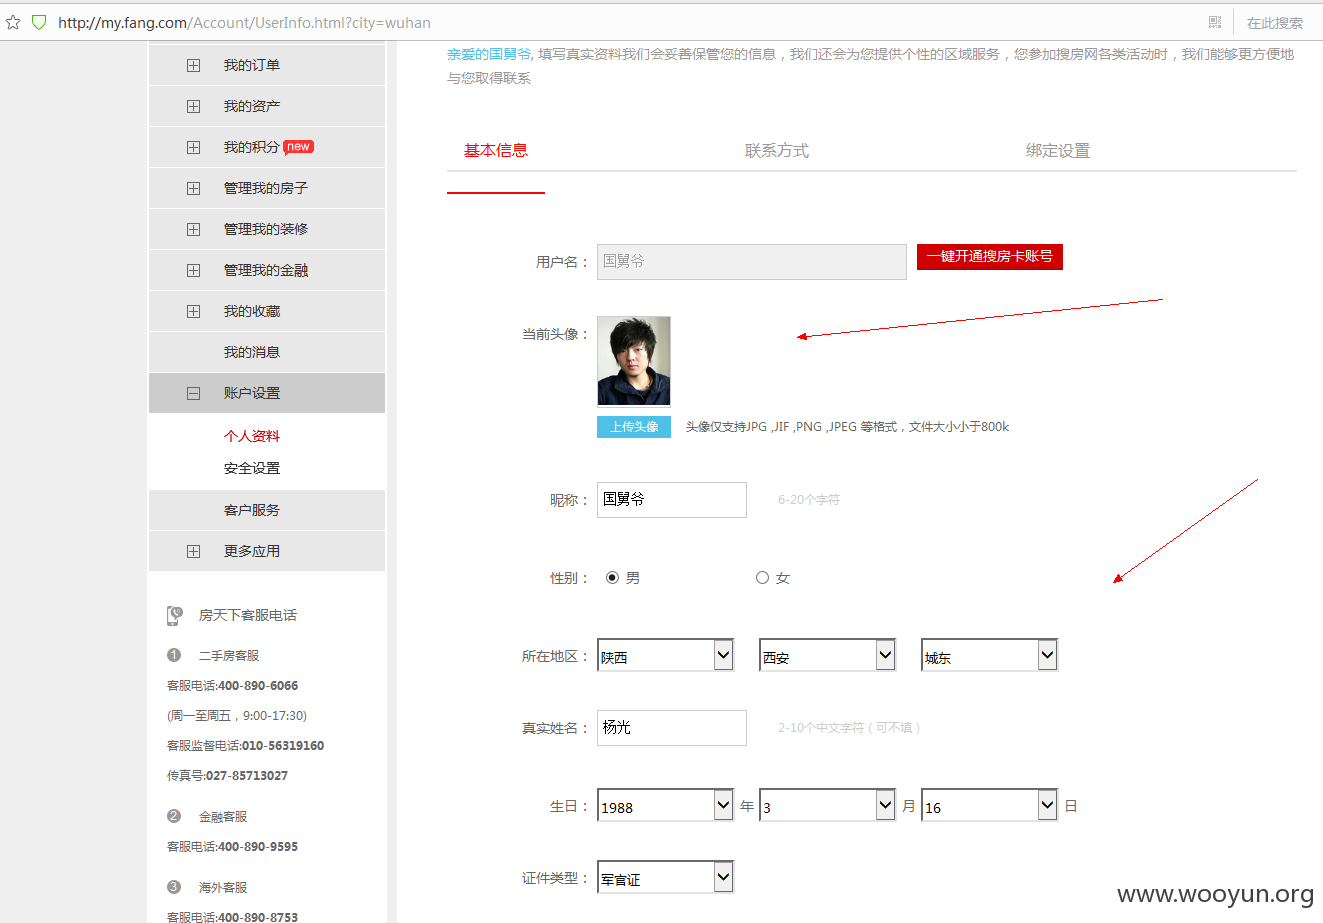 http://my.fang.com/Account/UserInfo.html?city=wuhan
在此搜索
我的订单
我的资产
我的积分 new
管理我的房子
管理我的装修
管理我的金融
我的收藏
我的消息
账户设置
个人资料
安全设置
客户服务
更多应用
房天下客服电话
1 二手房客服
客服电话:400-890-6066
(周一至周五，9:00-17:30)
客服监督电话:010-56319160
传真号:027-85713027
2 金融客服
客服电话:400-890-9595
3 海外客服
客服电话:400-890-8753
亲爱的国舅爷, 填写真实资料我们会妥善保管您的信息，我们还会为您提供个性的区域服务，您参加搜房网各类活动时，我们能够更方便地
与您取得联系
基本信息 联系方式 绑定设置
用户名： 国舅爷 一键开通搜房卡账号
当前头像：
上传头像 头像仅支持JPG ,JIF ,PNG ,JPEG 等格式，文件大小小于800k
昵称： 国舅爷 6-20个字符
性别： 男 女
所在地区： 陕西 西安 城东
真实姓名： 杨光 2-10个中文字符（可不填）
生日： 1988 年 3 月 16 日
证件类型： 军官证
www.wooyun.org